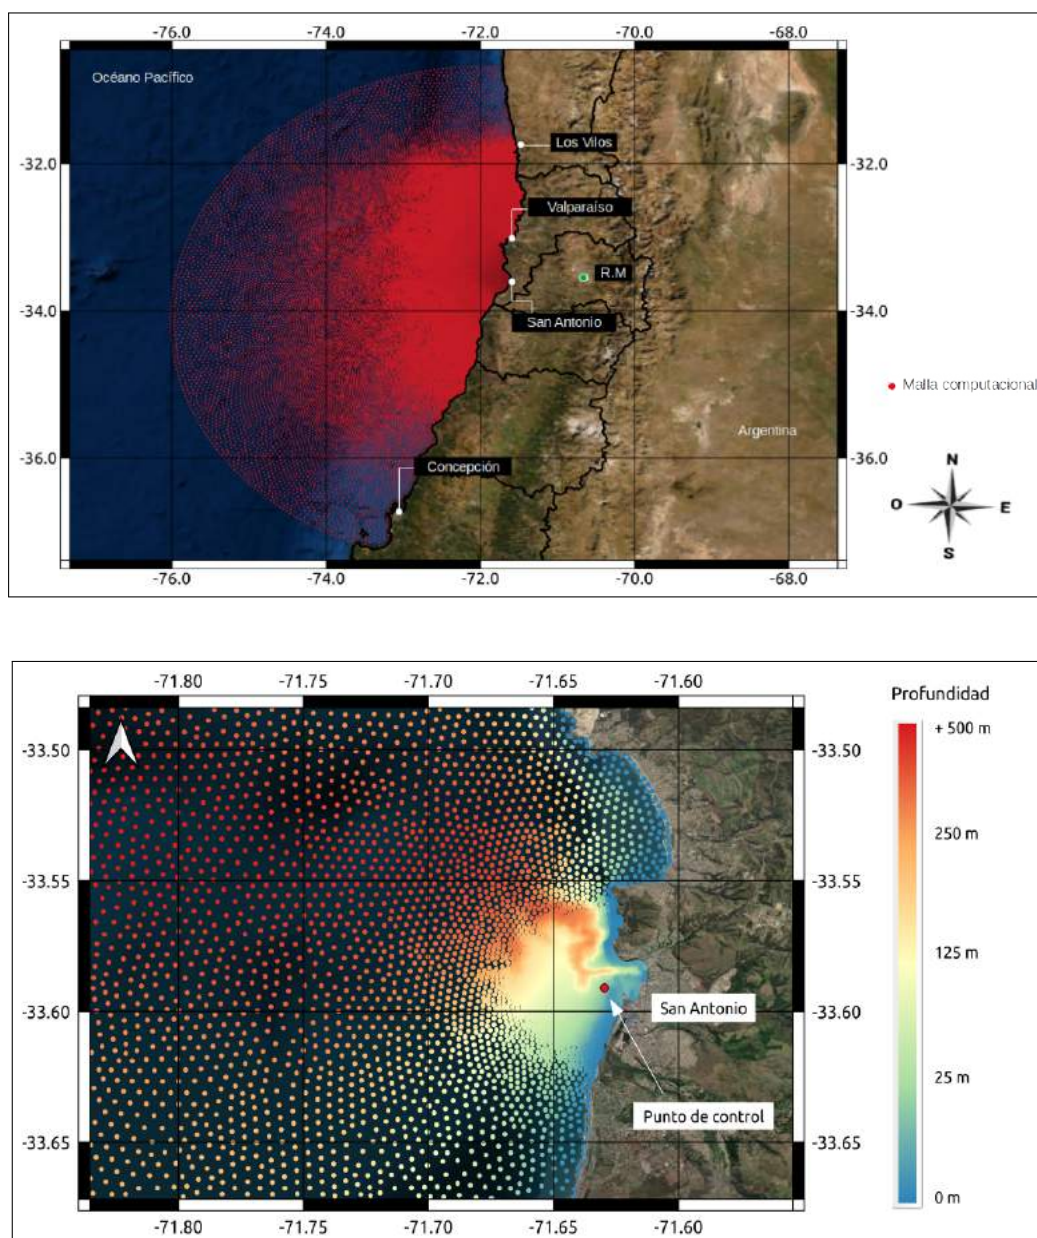 -76.0 -74.0 -72.0 -70.0 -68.0
Océano Pacífico
Los Vilos
-32.0 -32.0
Valparaíso
R.M
-34.0 -34.0
San Antonio
Malla computacional
Argentina
-36.0 -36.0
Concepción
N
O E
S
-76.0 -74.0 -72.0 -70.0 -68.0
-71.80 -71.75 -71.70 -71.65 -71.60
Profundidad
+ 500 m
-33.50 -33.50
250 m
-33.55 -33.55
125 m
-33.60 -33.60
San Antonio
25 m
Punto de control
-33.65 -33.65
0 m
-71.80 -71.75 -71.70 -71.65 -71.60